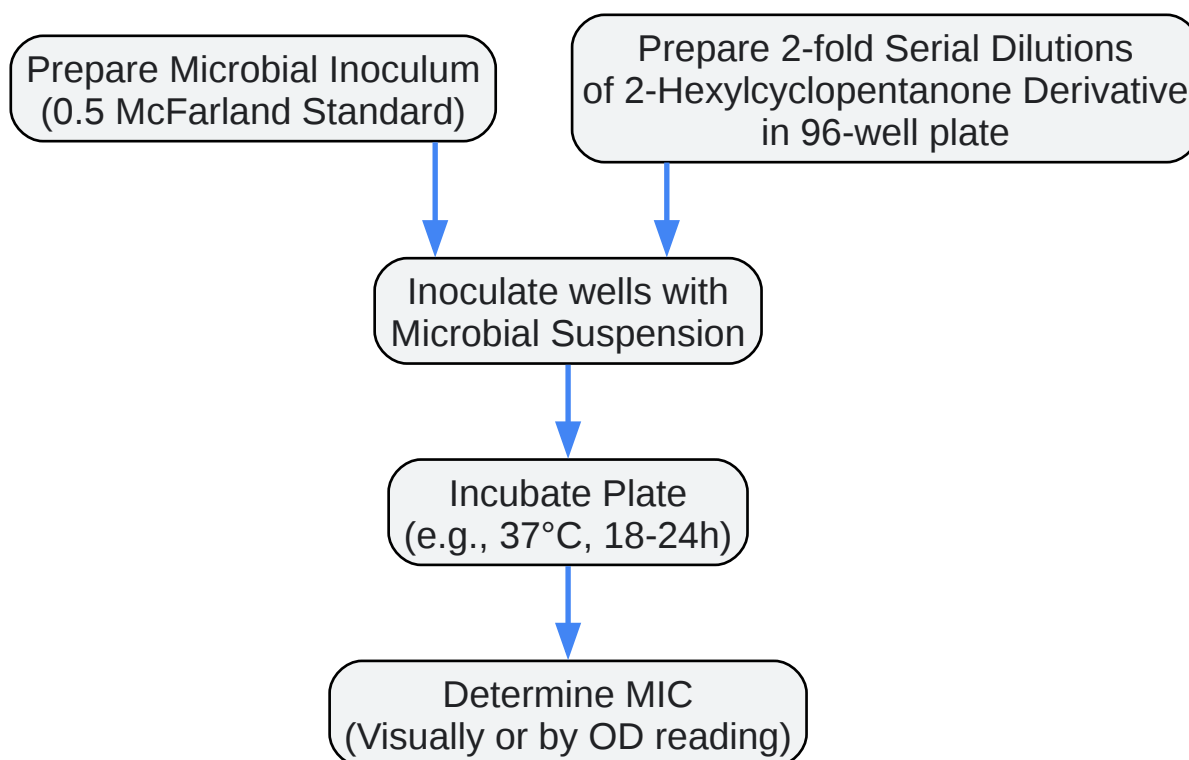 Prepare Microbial Inoculum
(0.5 McFarland Standard)
Prepare 2-fold Serial Dilutions
of 2-Hexylcyclopentanone Derivative
in 96-well plate
Inoculate wells with
Microbial Suspension
Incubate Plate
(e.g., 37°C, 18-24h)
Determine MIC
(Visually or by OD reading)